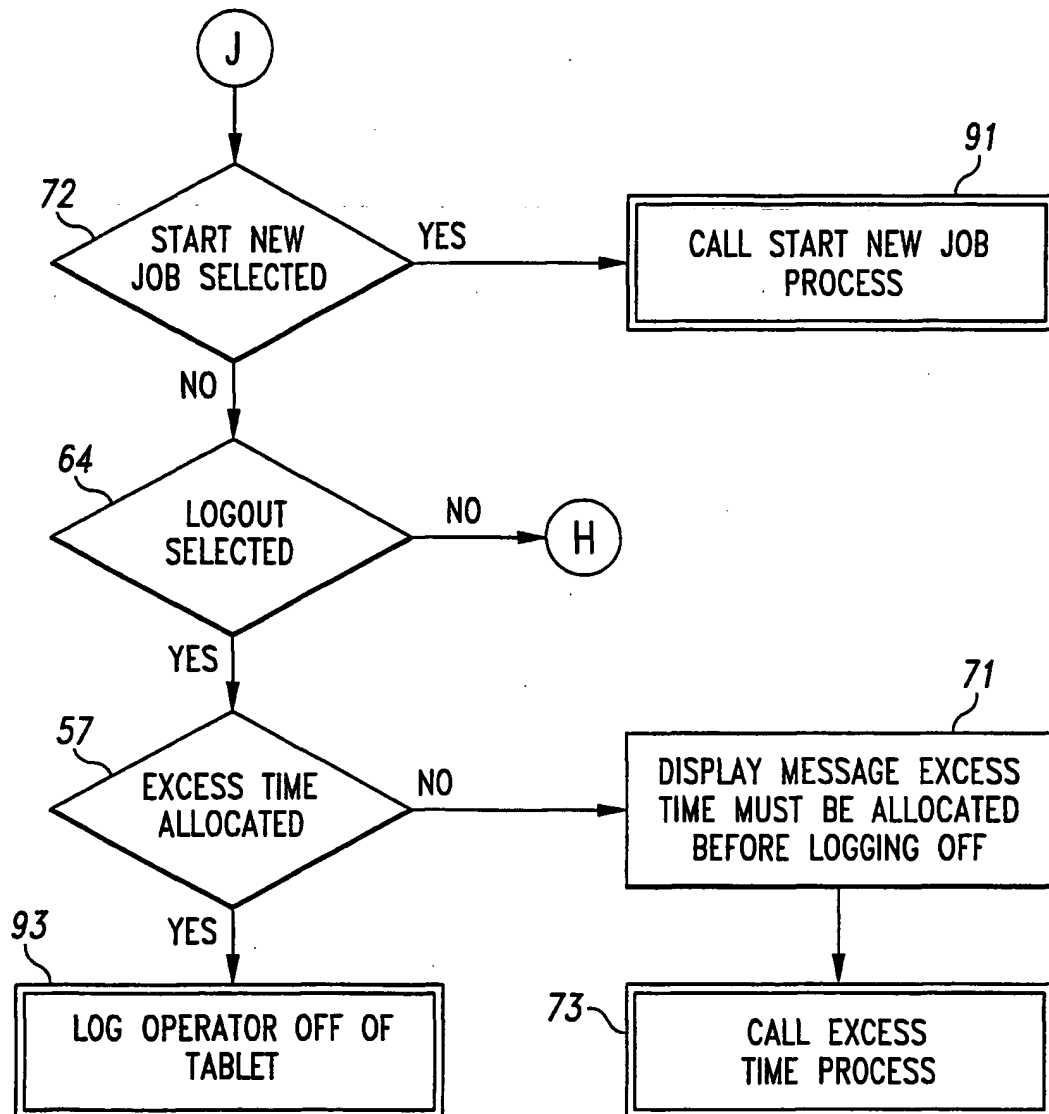 J
72
START NEW
JOB SELECTED
YES
91
CALL START NEW JOB
PROCESS
NO
64
LOGOUT
SELECTED
NO
H
YES
57
EXCESS TIME
ALLOCATED
NO
71
DISPLAY MESSAGE EXCESS
TIME MUST BE ALLOCATED
BEFORE LOGGING OFF
YES
93
LOG OPERATOR OFF OF
TABLET
73
CALL EXCESS
TIME PROCESS